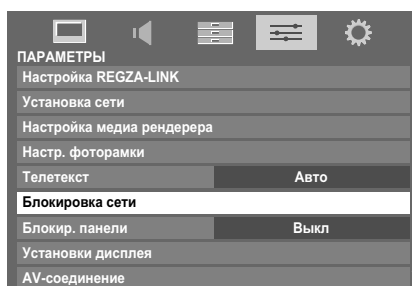 ПАРАМЕТРЫ
Настройка REGZA-LINK
Установка сети
Настройка медиа рендерера
Настр. фоторамки
Телетекст Авто
Блокировка сети
Блокир. панели Выкл
Установки дисплея
AV-соединение